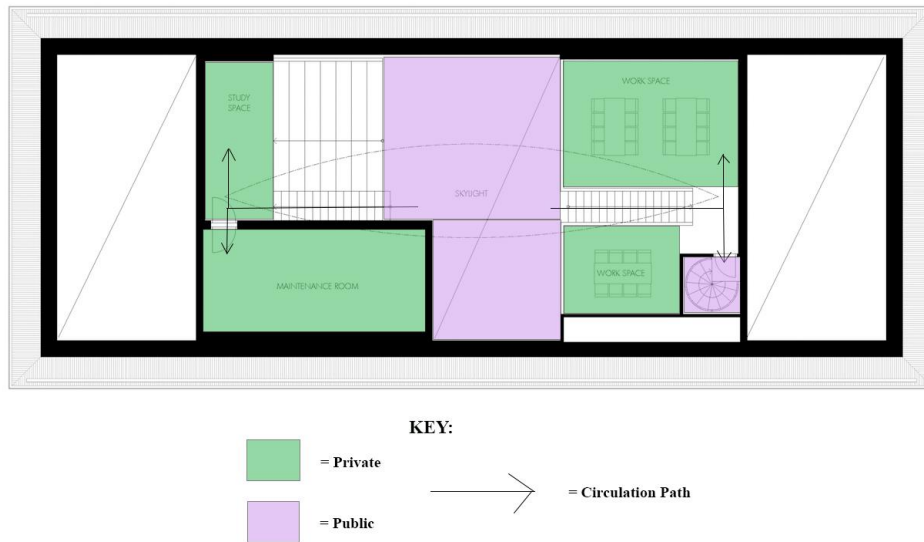 STUDY
SPACE
WORK SPACE
SKYLIGHT
WORK SPACE
MAINTENANCE ROOM
KEY:
= Private
= Circulation Path
= Public